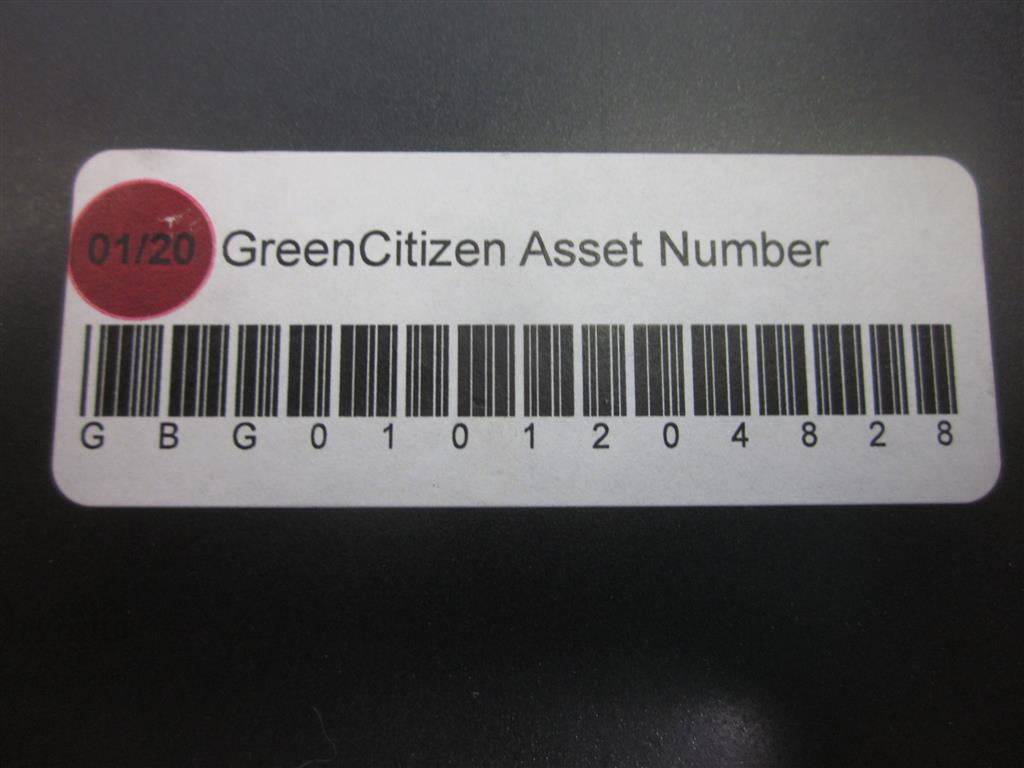 01/20 GreenCitizen Asset Number
G B G 0 1 0 1 2 0 4 8 2 8